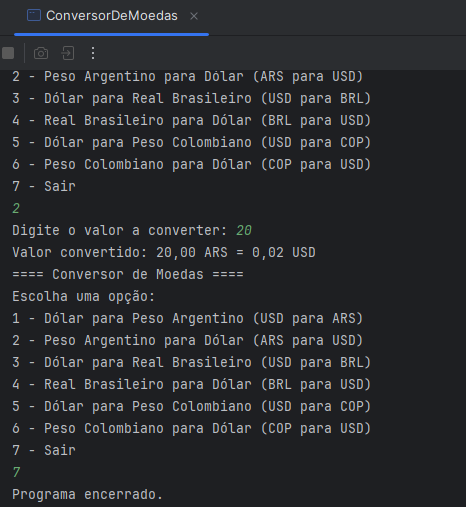 ConversorDeMoedas
2 - Peso Argentino para Dólar (ARS para USD)
3 - Dólar para Real Brasileiro (USD para BRL)
4 - Real Brasileiro para Dólar (BRL para USD)
5 - Dólar para Peso Colombiano (USD para COP)
6 - Peso Colombiano para Dólar (COP para USD)
7 - Sair
2
Digite o valor a converter: 20
Valor convertido: 20,00 ARS = 0,02 USD
==== Conversor de Moedas ====
Escolha uma opção:
1 - Dólar para Peso Argentino (USD para ARS)
2 - Peso Argentino para Dólar (ARS para USD)
3 - Dólar para Real Brasileiro (USD para BRL)
4 - Real Brasileiro para Dólar (BRL para USD)
5 - Dólar para Peso Colombiano (USD para COP)
6 - Peso Colombiano para Dólar (COP para USD)
7 - Sair
7
Programa encerrado.